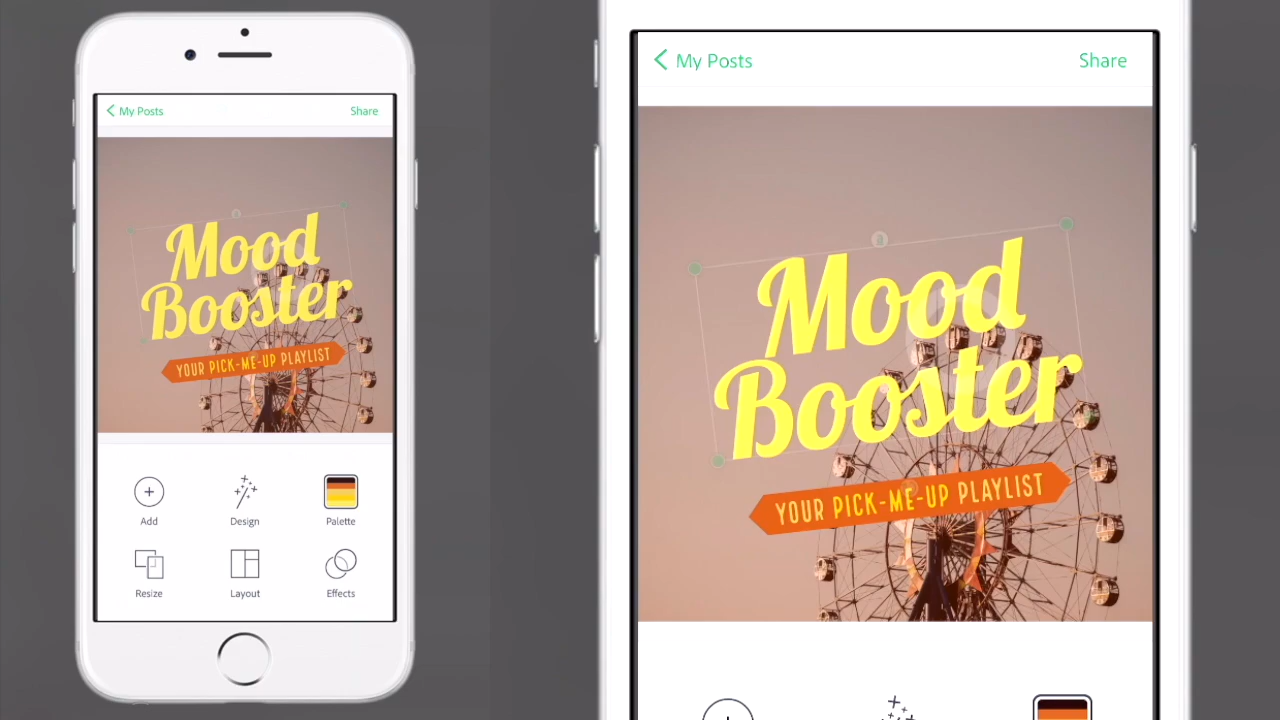 My Posts
Share
Mood
Booster
YOUR PICK-ME-UP PLAYLIST
Add
Design
Palette
Resize
Layout
Effects
My Posts
Share
Mood
Booster
YOUR PICK-ME-UP PLAYLIST